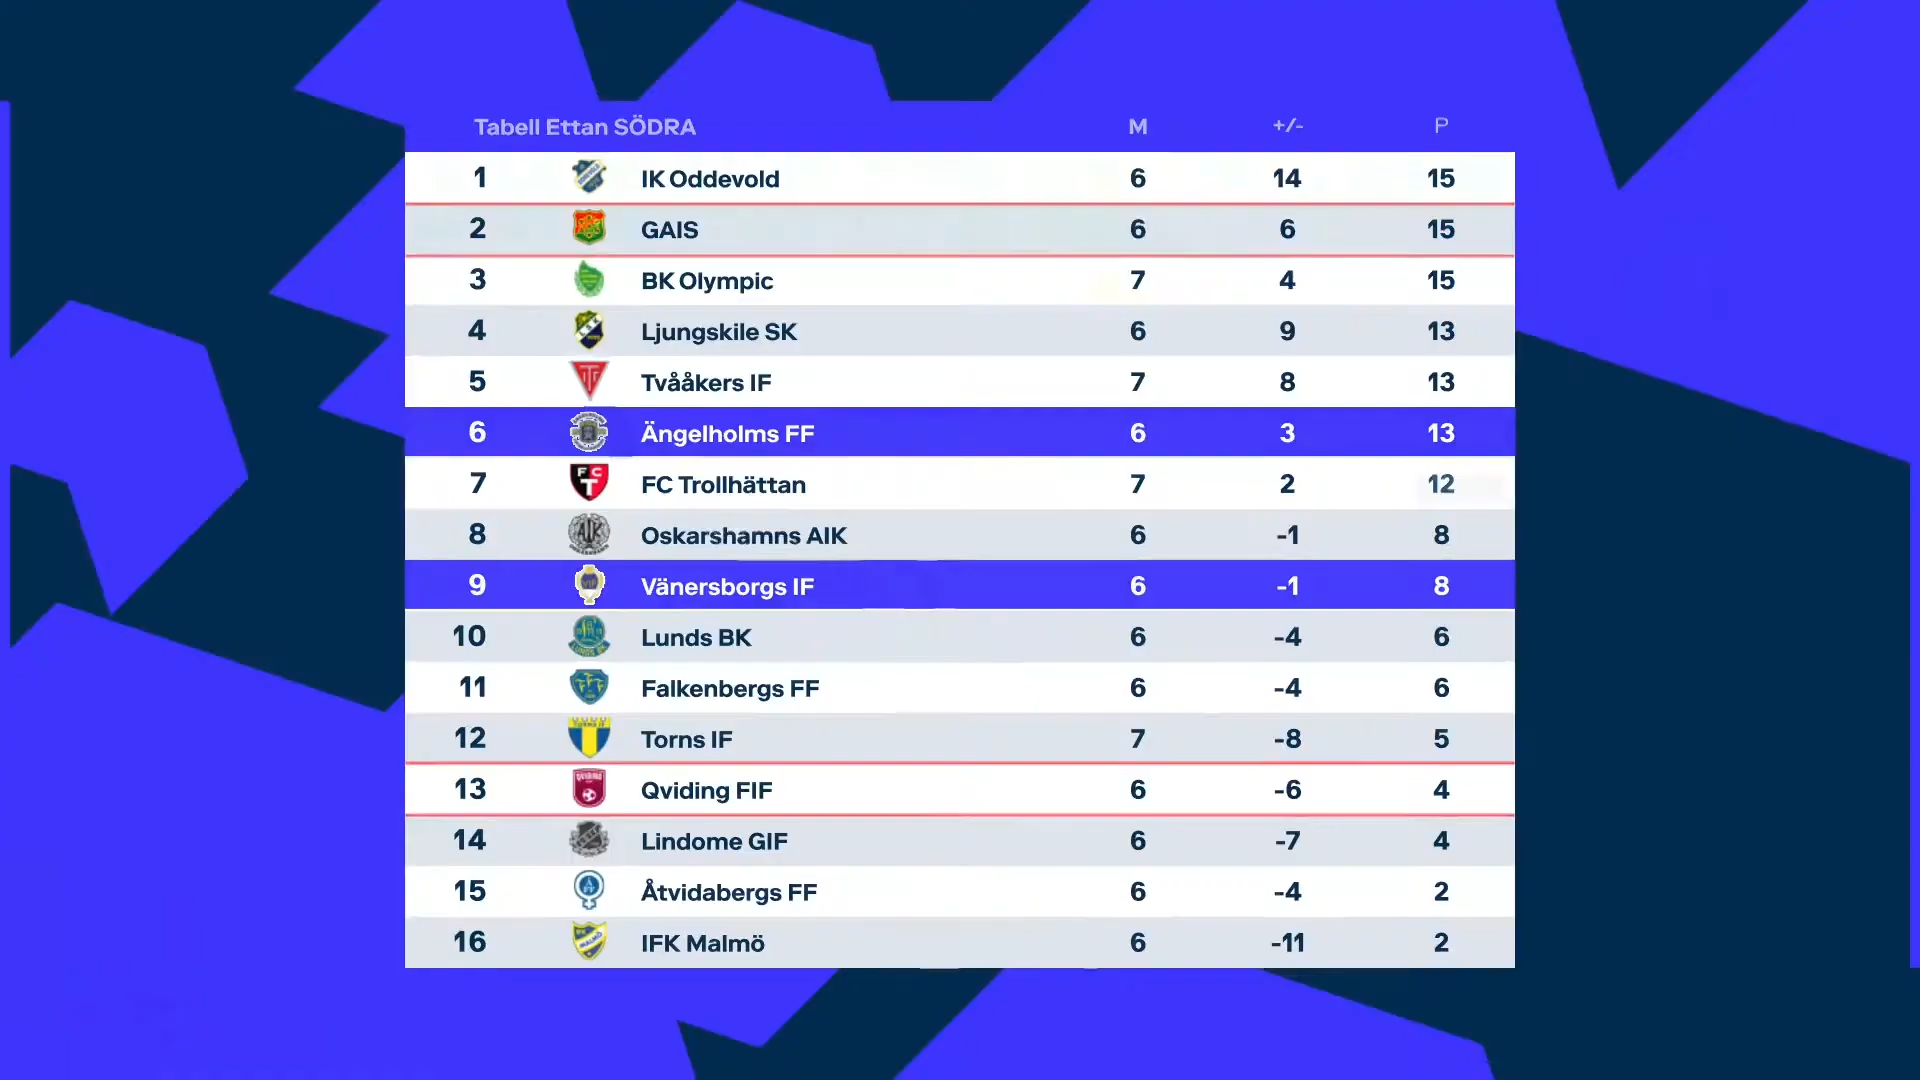 Tabell Ettan SÖDRA M +/- P
1 IK Oddevold 6 14 15
2 GAIS 6 6 15
3 BK Olympic 7 4 15
4 Ljungskile SK 6 9 13
5 Tvååkers IF 7 8 13
6 Ängelholms FF 6 3 13
7 FC Trollhättan 7 2 12
8 Oskarshamns AIK 6 -1 8
9 Vänersborgs IF 6 -1 8
10 Lunds BK 6 -4 6
11 Falkenbergs FF 6 -4 6
12 Torns IF 7 -8 5
13 Qviding FIF 6 -6 4
14 Lindome GIF 6 -7 4
15 Åtvidabergs FF 6 -4 2
16 IFK Malmö 6 -11 2